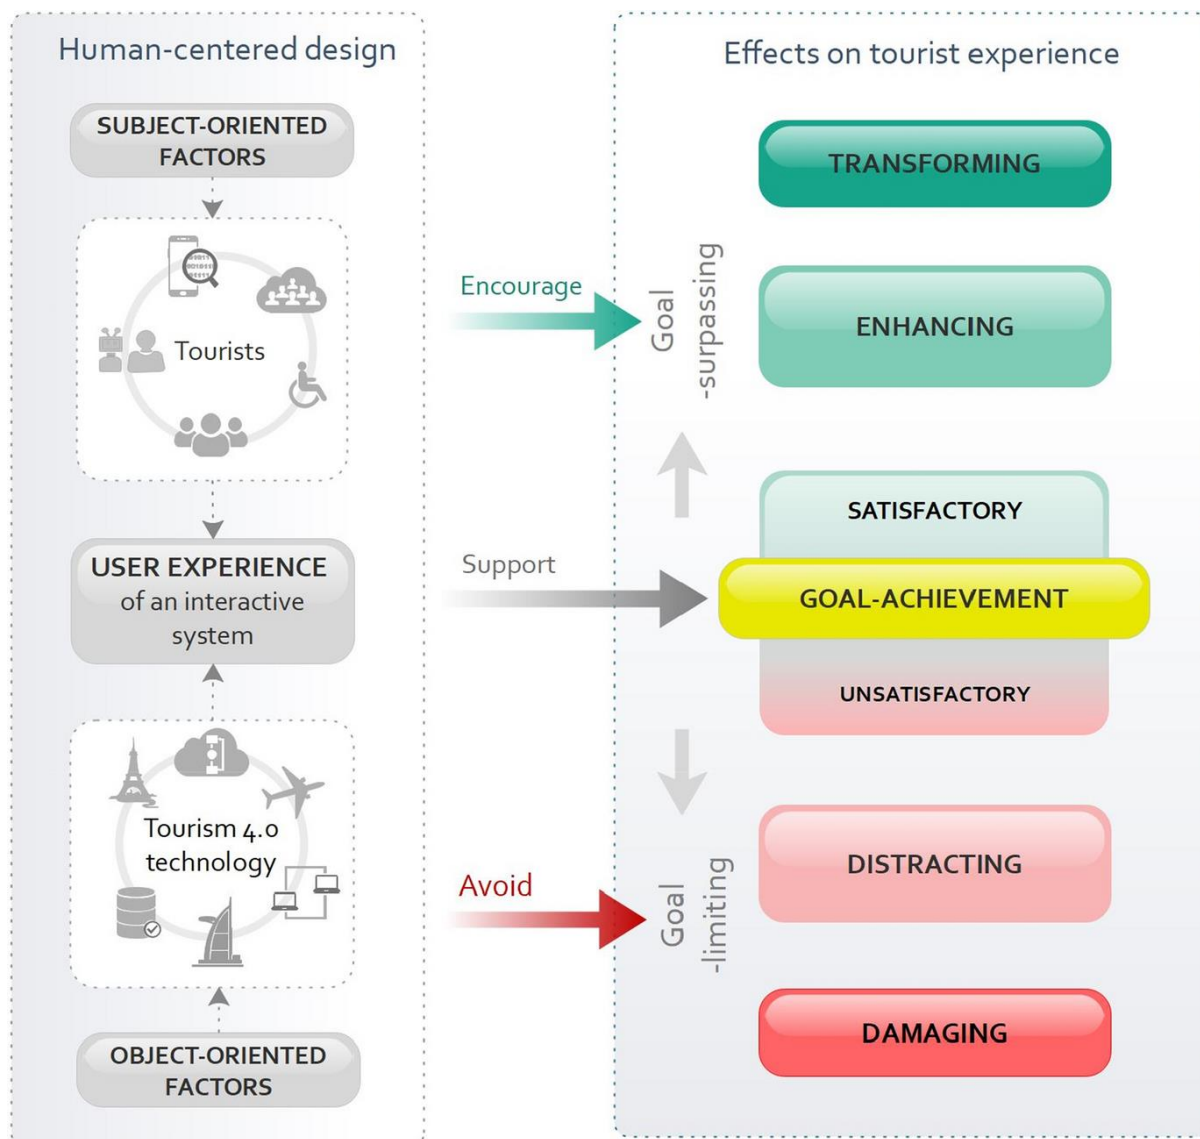 Human-centered design
SUBJECT-ORIENTED
FACTORS
Tourists
USER EXPERIENCE
of an interactive
system
Tourism 4.0
technology
OBJECT-ORIENTED
FACTORS
Encourage
Support
Avoid
Effects on tourist experience
Goal
-surpassing
TRANSFORMING
ENHANCING
SATISFACTORY
GOAL-ACHIEVEMENT
UNSATISFACTORY
Goal
-limiting
DISTRACTING
DAMAGING